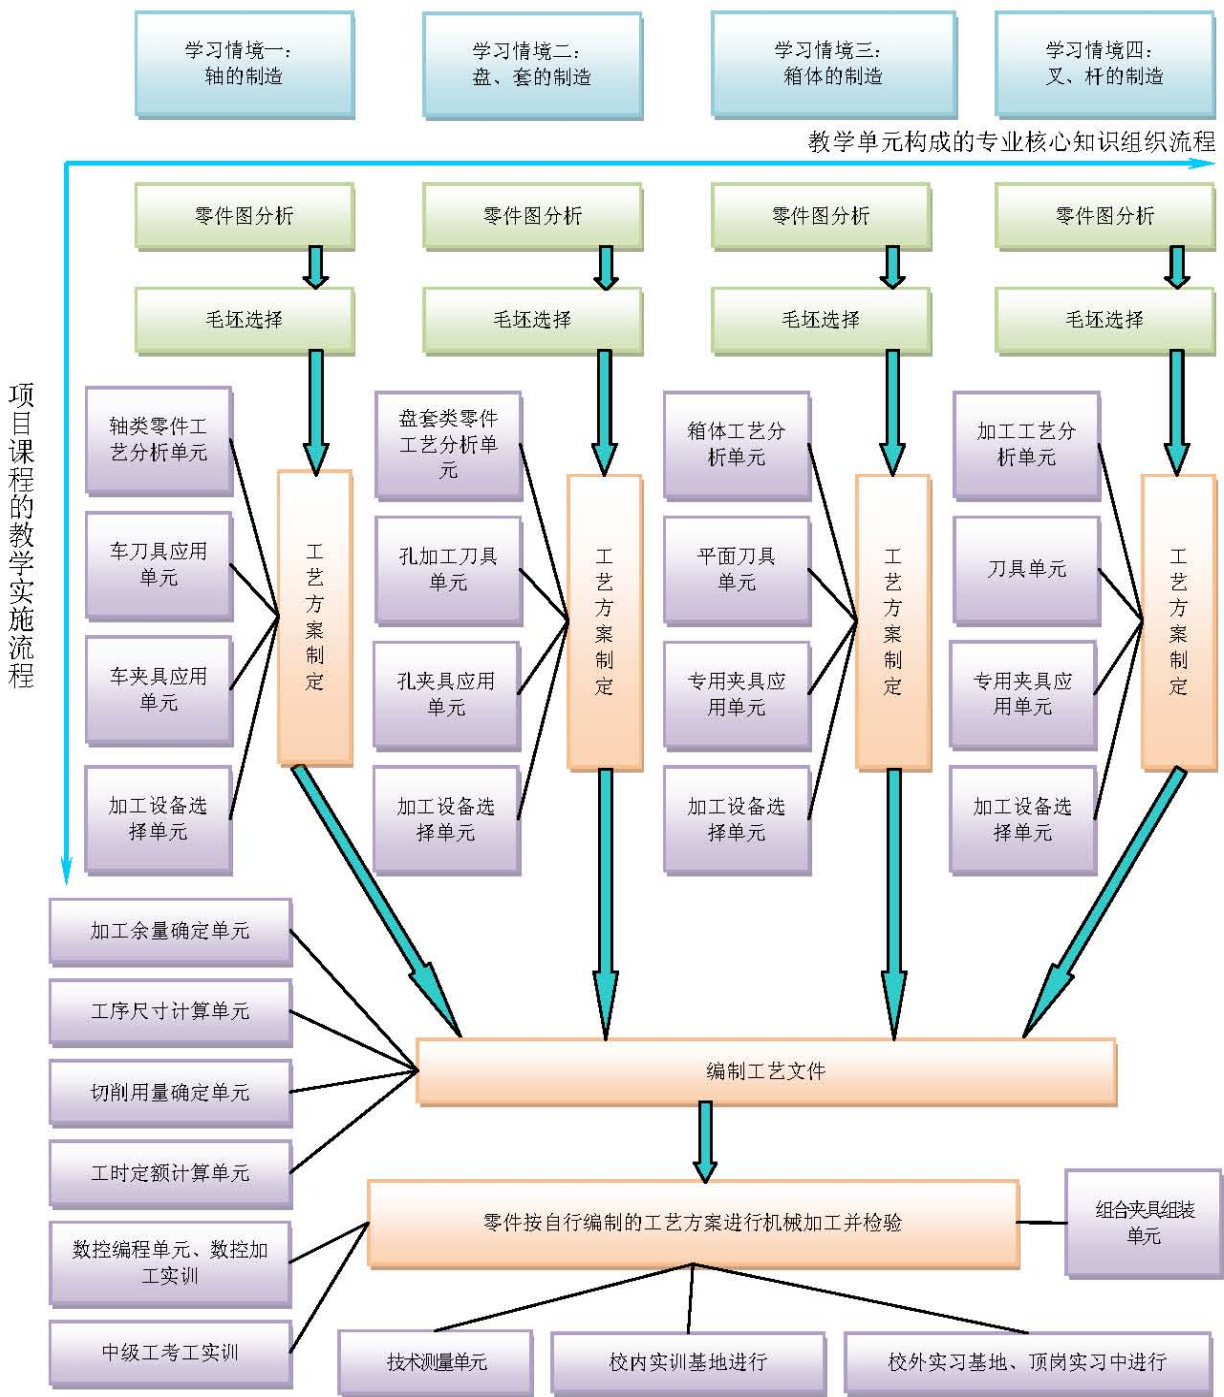 学习情境一：
轴的制造
学习情境二：
盘、套的制造
学习情境三：
箱体的制造
学习情境四：
叉、杆的制造
教学单元构成的专业核心知识组织流程
项目课程的教学实施流程
零件图分析
零件图分析
零件图分析
零件图分析
毛坯选择
毛坯选择
毛坯选择
毛坯选择
轴类零件工
艺分析单元
车刀具应用
单元
车夹具应用
单元
加工设备选
择单元
工艺方案制定
盘套类零件
工艺分析单
元
孔加工刀具
单元
孔夹具应用
单元
加工设备选
择单元
工艺方案制定
箱体工艺分
析单元
平面刀具
单元
专用夹具应
用单元
加工设备选
择单元
工艺方案制定
加工工艺分
析单元
刀具单元
专用夹具应
用单元
加工设备选
择单元
工艺方案制定
加工余量确定单元
工序尺寸计算单元
切削用量确定单元
工时定额计算单元
编制工艺文件
零件按自行编制的工艺方案进行机械加工并检验
组合夹具组装
单元
数控编程单元、数控加
工实训
中级工考工实训
技术测量单元
校内实训基地进行
校外实习基地、顶岗实习中进行